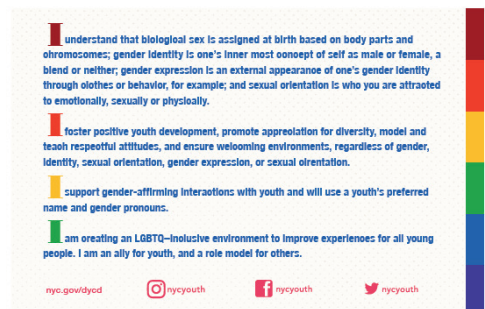 I understand that biological sex is assigned at birth based on body parts and
chromosomes; gender identity is one's inner most concept of self as male or female, a
blend or neither; gender expression is an external appearance of one's gender identity
through clothes or behavior, for example; and sexual orientation is who you are attracted
to emotionally, sexually or physically.
I foster positive youth development, promote appreciation for diversity, model and
teach respectful attitudes, and ensure welcoming environments, regardless of gender,
identity, sexual orientation, gender expression, or sexual oirentation.
I support gender-affirming interactions with youth and will use a youth's preferred
name and gender pronouns.
I am creating an LGBTQ–inclusive environment to improve experiences for all young
people. I am an ally for youth, and a role model for others.
nyc.gov/dycd nycyouth nycyouth nycyouth